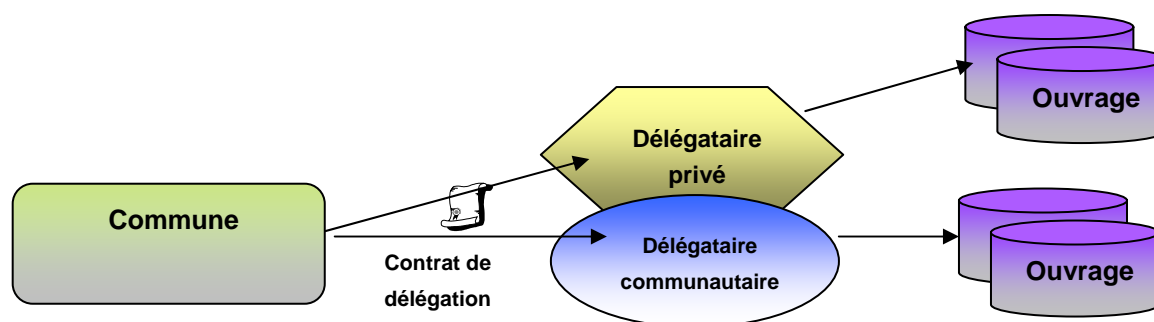 Commune
Contrat de
délégation
Délégataire
privé
Délégataire
communautaire
Ouvrage
Ouvrage